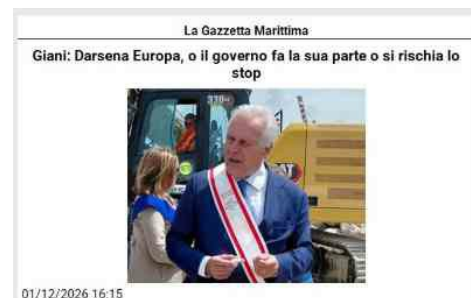 La Gazzetta Marittima
Giani: Darsena Europa, o il governo fa la sua parte o si rischia lo
stop
CAT
01/12/2026 16:15